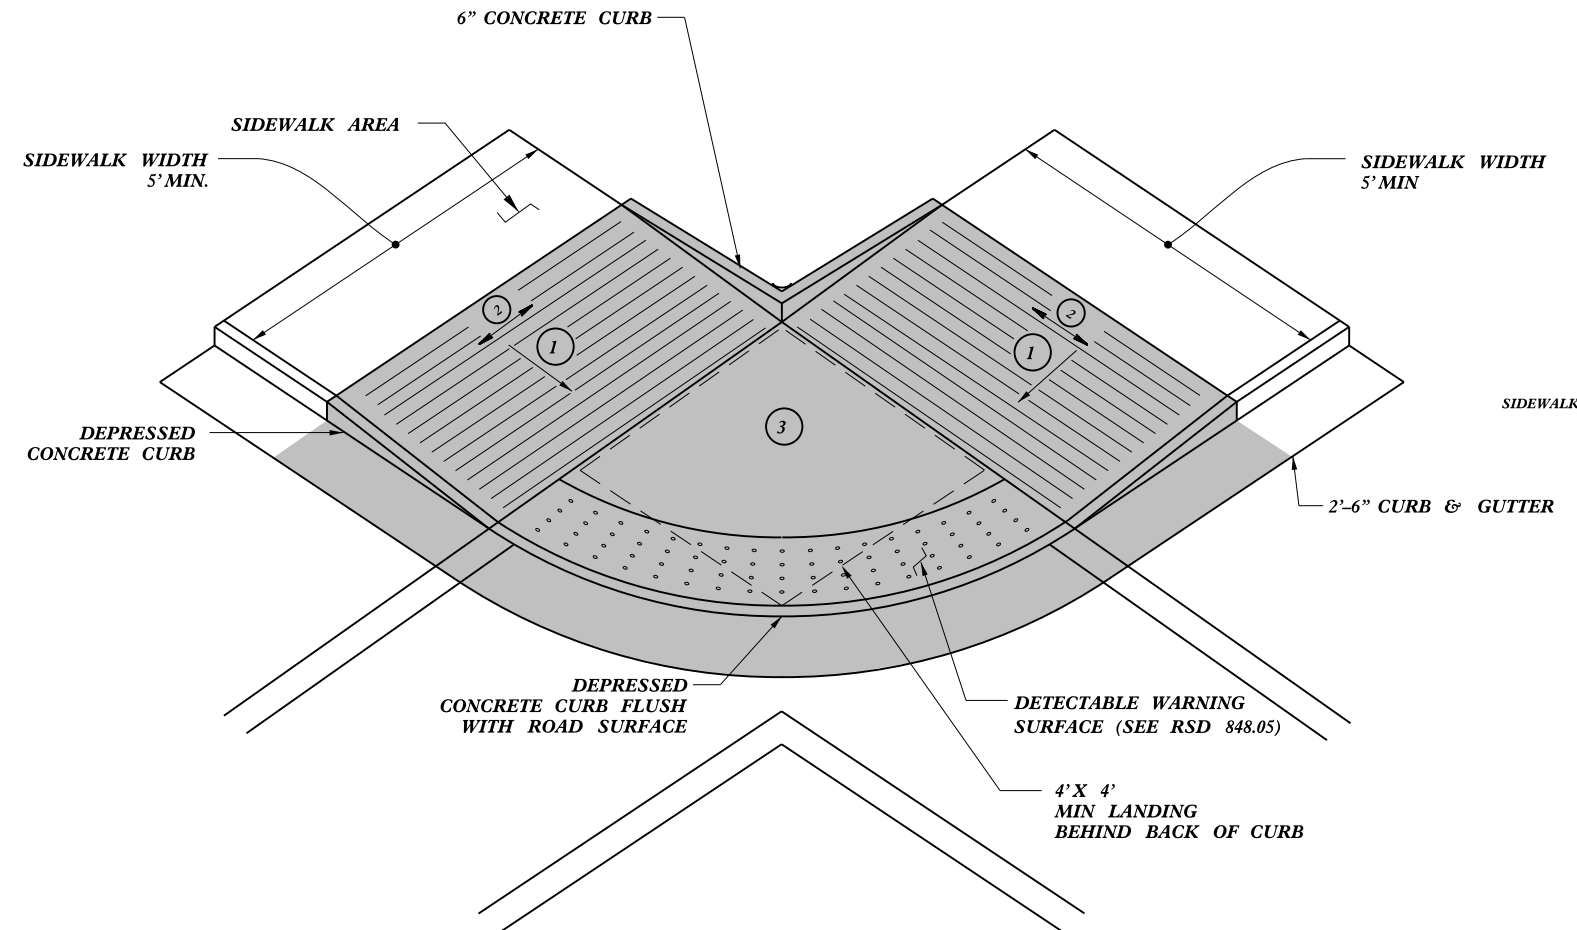 6” CONCRETE CURB
SIDEWALK AREA
SIDEWALK WIDTH
5’ MIN.
SIDEWALK WIDTH
5’ MIN
2
1
2
1
3
SIDEWALK
DEPRESSED
CONCRETE CURB
2’–6” CURB & GUTTER
DEPRESSED
CONCRETE CURB FLUSH
WITH ROAD SURFACE
DETECTABLE WARNING
SURFACE (SEE RSD 848.05)
4’ X 4’
MIN LANDING
BEHIND BACK OF CURB